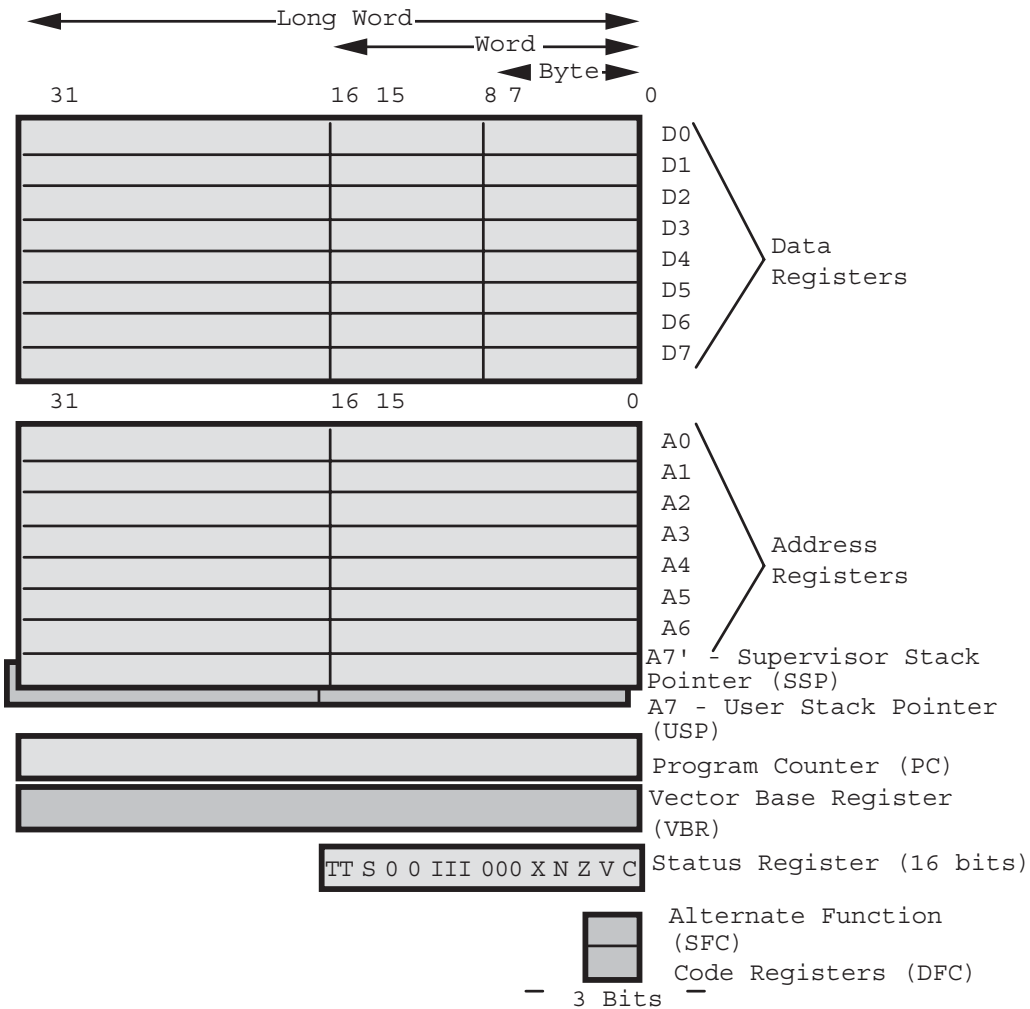 Long Word
Word
Byte
31 16 15 8 7 0
D0
D1
D2
D3
D4
D5
D6
D7
Data
Registers
31 16 15 0
A0
A1
A2
A3
A4
A5
A6
Address
Registers
A7' - Supervisor Stack
Pointer (SSP)
A7 - User Stack Pointer
(USP)
Program Counter (PC)
Vector Base Register
(VBR)
TT S 0 0 III 000 X N Z V C
Status Register (16 bits)
Alternate Function
(SFC)
Code Registers (DFC)
3 Bits